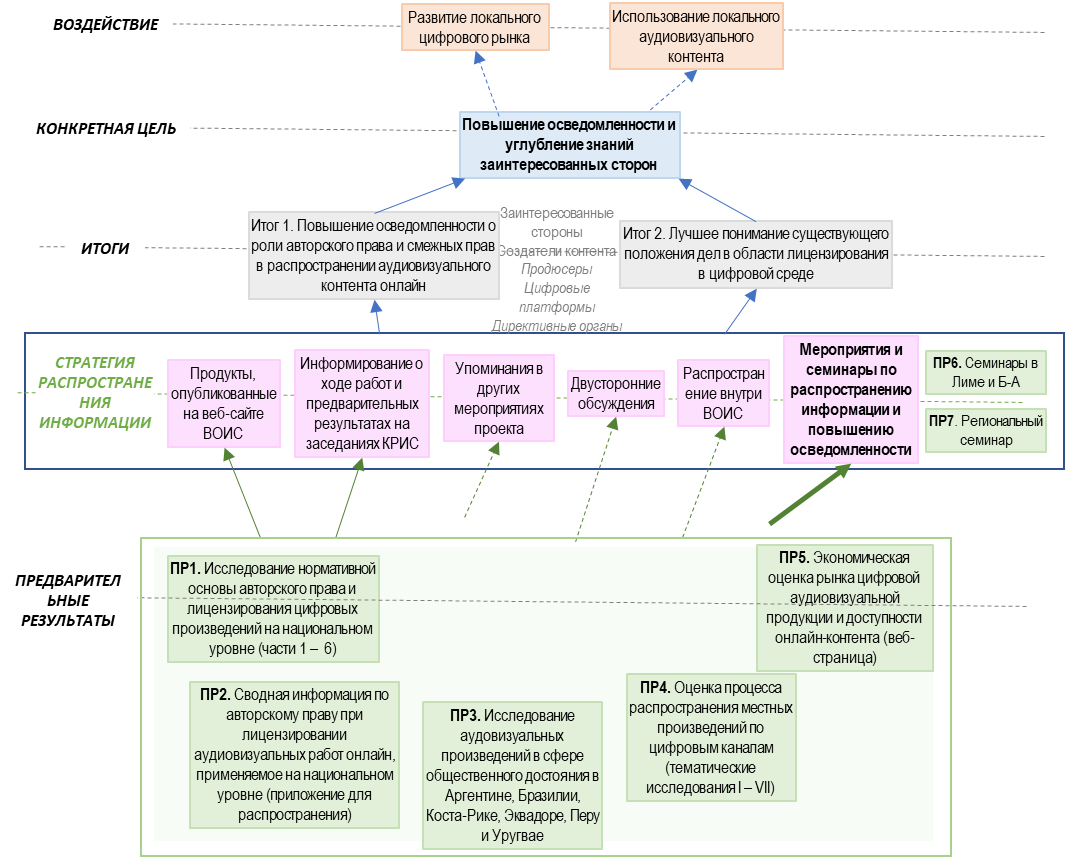 ВОЗДЕЙСТВИЕ
Развитие локального
цифрового рынка
Использование локального
аудиовизуального
контента
КОНКРЕТНАЯ ЦЕЛЬ
Повышение осведомленности и
углубление знаний
заинтересованных сторон
ИТОГИ
Итог 1. Повышение осведомленности о
роли авторского права и смежных прав
в распространении аудиовизуального
контента онлайн
Заинтересованные
стороны
Создатели контента
Продюсеры
Цифровые
платформы
Директивные органы
Итог 2. Лучшее понимание существующего
положения дел в области лицензирования
в цифровой среде
СТРАТЕГИЯ
РАСПРОСТРАНЕ
НИЯ
ИНФОРМАЦИИ
Продукты,
опубликованные
на веб-сайте
ВОИС
Информирование о
ходе работ и
предварительных
результатах на
заседаниях КРИС
Упоминания в
других
мероприятиях
проекта
Двусторонние
обсуждения
Распростран
ение внутри
ВОИС
Мероприятия и
семинары по
распространению
информации и
повышению
осведомленности
ПР6. Семинары в
Лиме и Б-А
ПР7. Региональный
семинар
ПРЕДВАРИТЕЛ
ЬНЫЕ
РЕЗУЛЬТАТЫ
ПР1. Исследование нормативной
основы авторского права и
лицензирования цифровых
произведений на национальном
уровне (части 1 – 6)
ПР2. Сводная информация по
авторскому праву при
лицензировании
аудиовизуальных работ онлайн,
применяемое на национальном
уровне (приложение для
распространения)
ПР3. Исследование
аудовизуальных
произведений в сфере
общественного достояния в
Аргентине, Бразилии,
Коста-Рике, Эквадоре, Перу
и Уругвае
ПР4. Оценка процесса
распространения местных
произведений по
цифровым каналам
(тематические
исследования I – VII)
ПР5. Экономическая
оценка рынка цифровой
аудиовизуальной
продукции и доступности
онлайн-контента (веб-
страница)